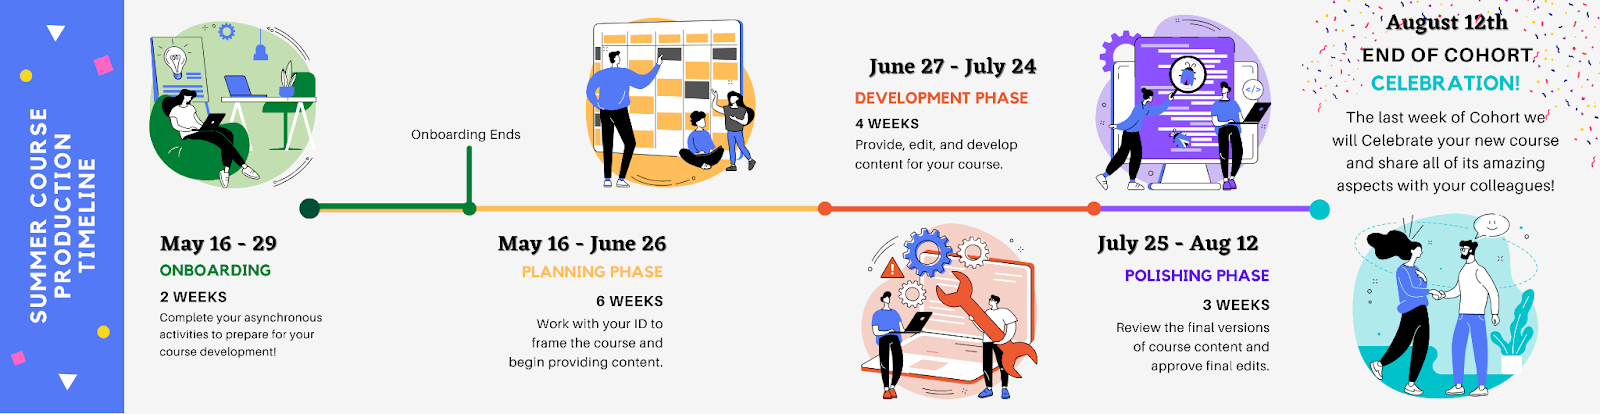 SUMMER COURSE
PRODUCTION
TIMELINE
May 16 - 29
ONBOARDING
2 WEEKS
Complete your asynchronous
activities to prepare for your
course development!
Onboarding Ends
May 16 - June 26
PLANNING PHASE
6 WEEKS
Work with your ID to
frame the course and
begin providing content.
June 27 - July 24
DEVELOPMENT PHASE
4 WEEKS
Provide, edit, and develop
content for your course.
July 25 - Aug 12
POLISHING PHASE
3 WEEKS
Review the final versions
of course content and
approve final edits.
</>
August 12th
END OF COHORT
CELEBRATION!
The last week of Cohort we
will Celebrate your new course
and share all of its amazing
aspects with your colleagues!